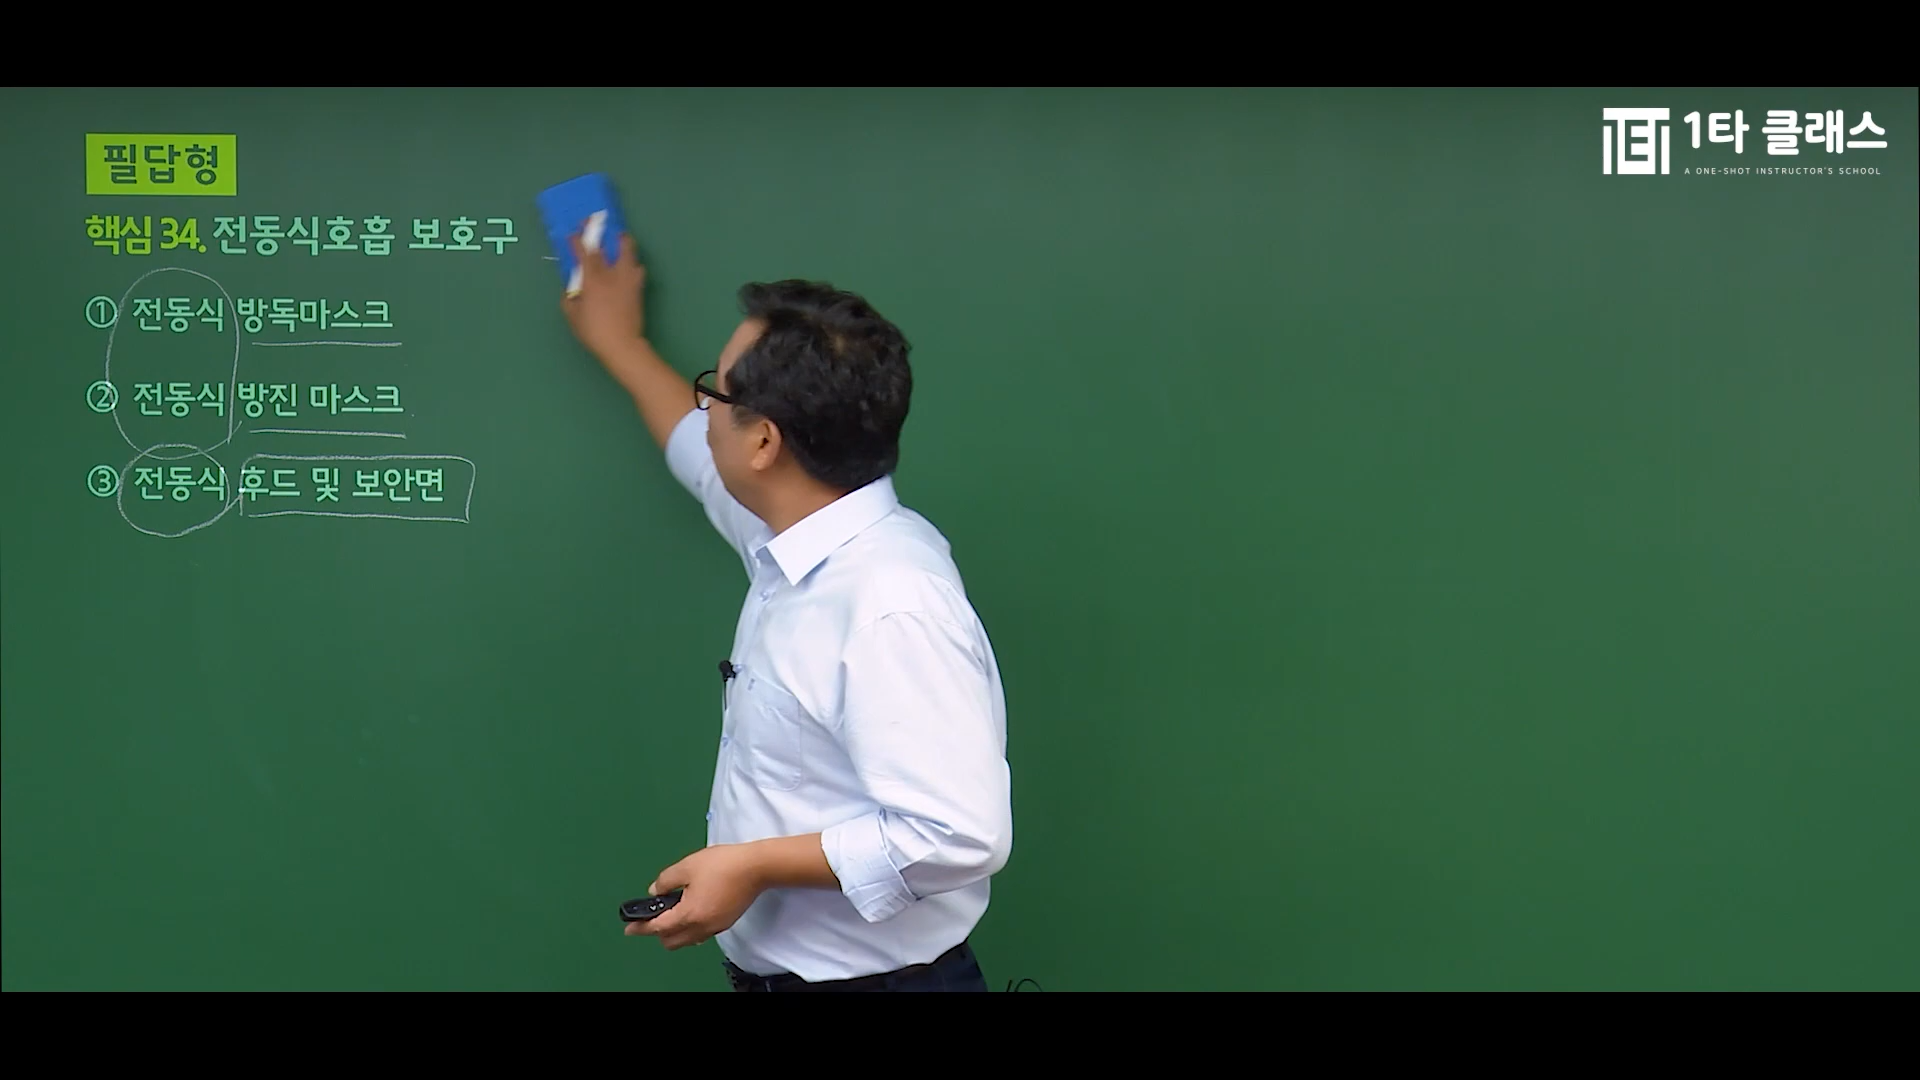 1타 클래스
A ONE-SHOT INSTRUCTOR'S SCHOOL
필답형
핵심 34. 전동식호흡 보호구
① 전동식 방독마스크
② 전동식 방진 마스크
③ 전동식 후드 및 보안면